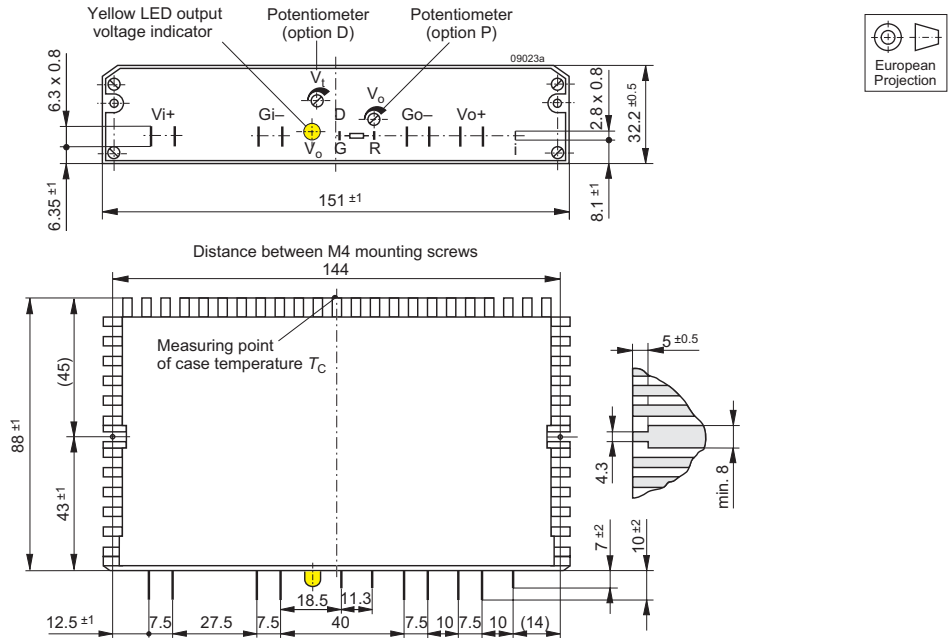 Yellow LED output
voltage indicator
Potentiometer
(option D)
Potentiometer
(option P)
European
Projection
09023a
6.3 x 0.8
Vt
Vo
Vi+
Gi–
D
Go–
Vo+
Vo
G
R
i
2.8 x 0.8
32.2 ±0.5
6.35 ±1
151 ±1
8.1 ±1
Distance between M4 mounting screws
144
Measuring point
of case temperature TC
88 ±1
(45)
43 ±1
5 ±0.5
4.3
min. 8
7 ±2
10 ±2
18.5
11.3
12.5 ±1
7.5
27.5
7.5
40
7.5
10
7.5
10
(14)